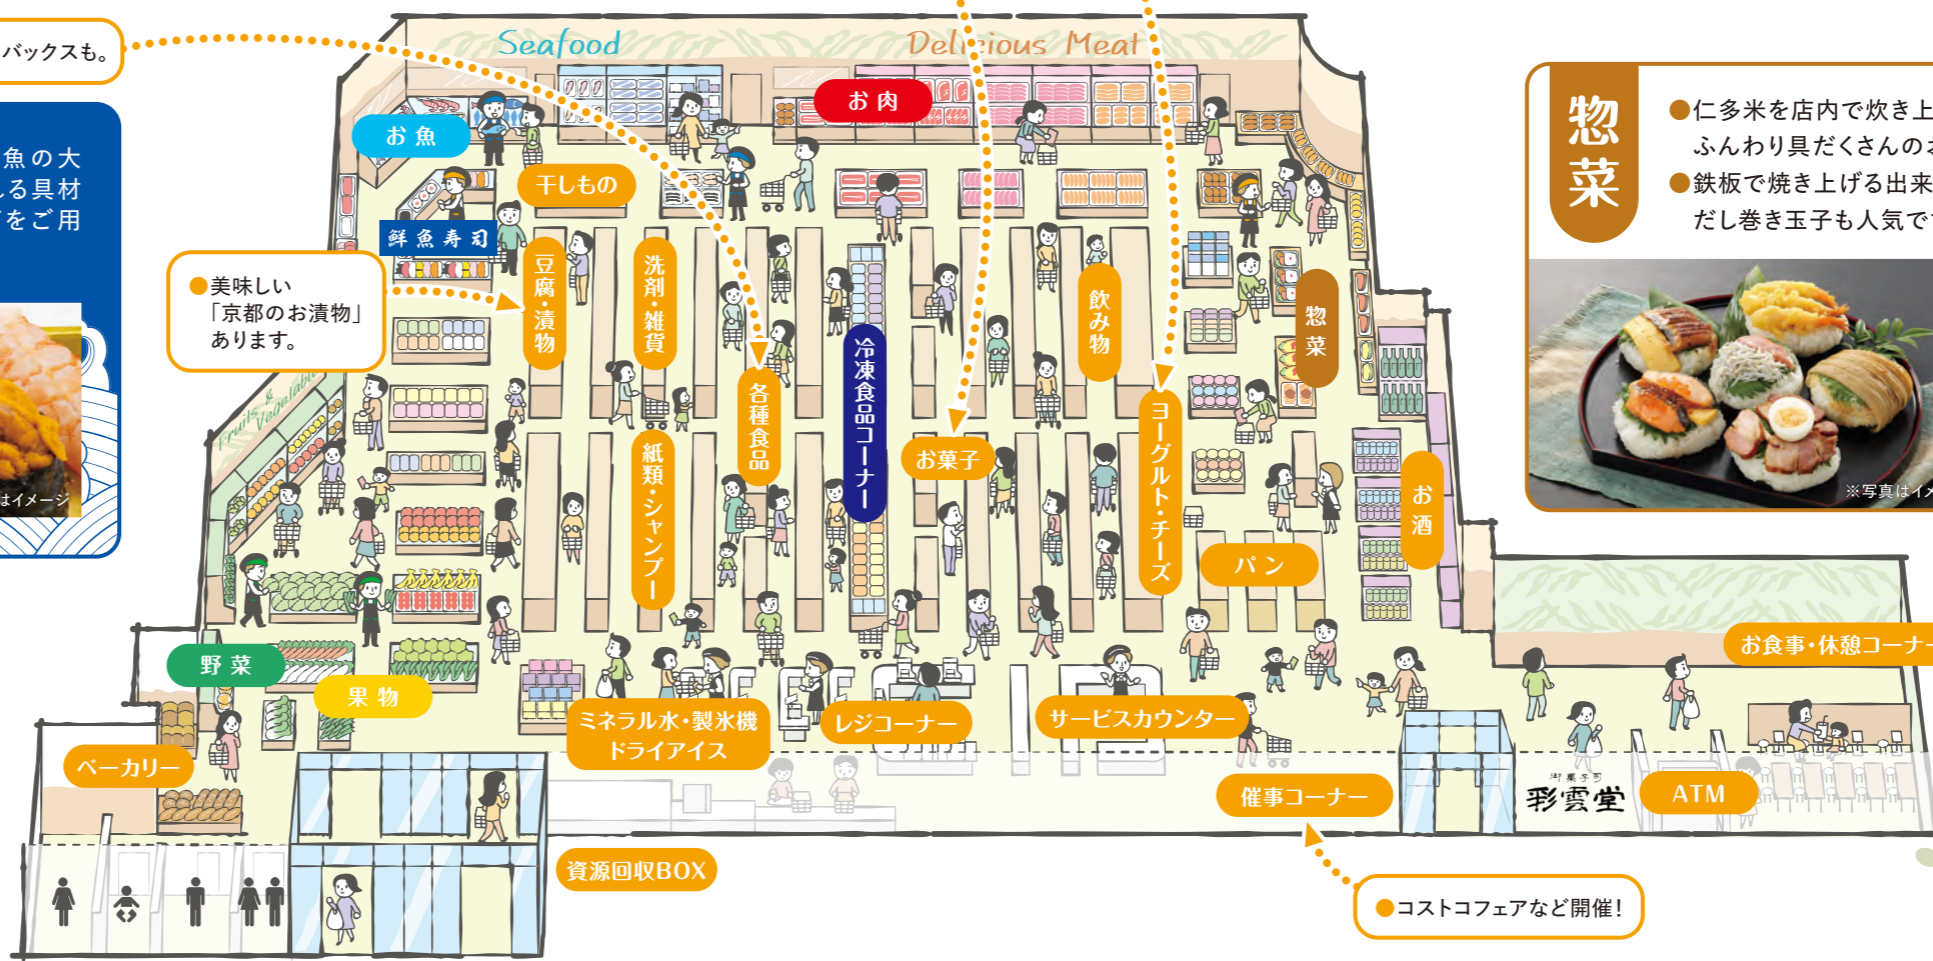 バックスも。
Seafood
Delicious Meat
お肉
お魚
干しもの
魚の大
る具材
をご用
はイメージ
鮮魚寿司
●美味しい
「京都のお漬物」
あります。
豆腐・漬物
洗剤・雑貨
飲み物
惣菜
冷凍食品コーナー
各種食品
Fruits & Vegetable
紙類・シャンプー
お菓子
ヨーグルト・チーズ
お酒
パン
惣菜
●仁多米を店内で炊き上
ふんわり具だくさんのお
●鉄板で焼き上げる出来
だし巻き玉子も人気で
※写真はイメ
野菜
果物
お食事・休憩コーナー
ミネラル水・製氷機
ドライアイス
レジコーナー
サービスカウンター
ベーカリー
催事コーナー
御菓子司
彩雲堂
ATM
資源回収BOX
●コストコフェアなど開催!